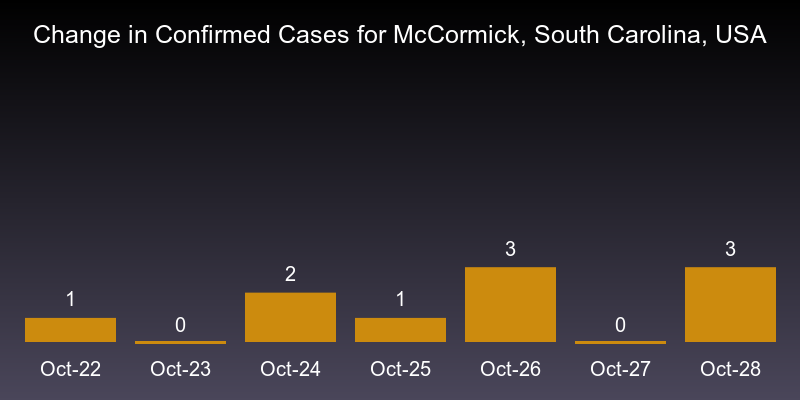 Change in Confirmed Cases for McCormick, South Carolina, USA
1 0 2 1 3 0 3
Oct-22 Oct-23 Oct-24 Oct-25 Oct-26 Oct-27 Oct-28